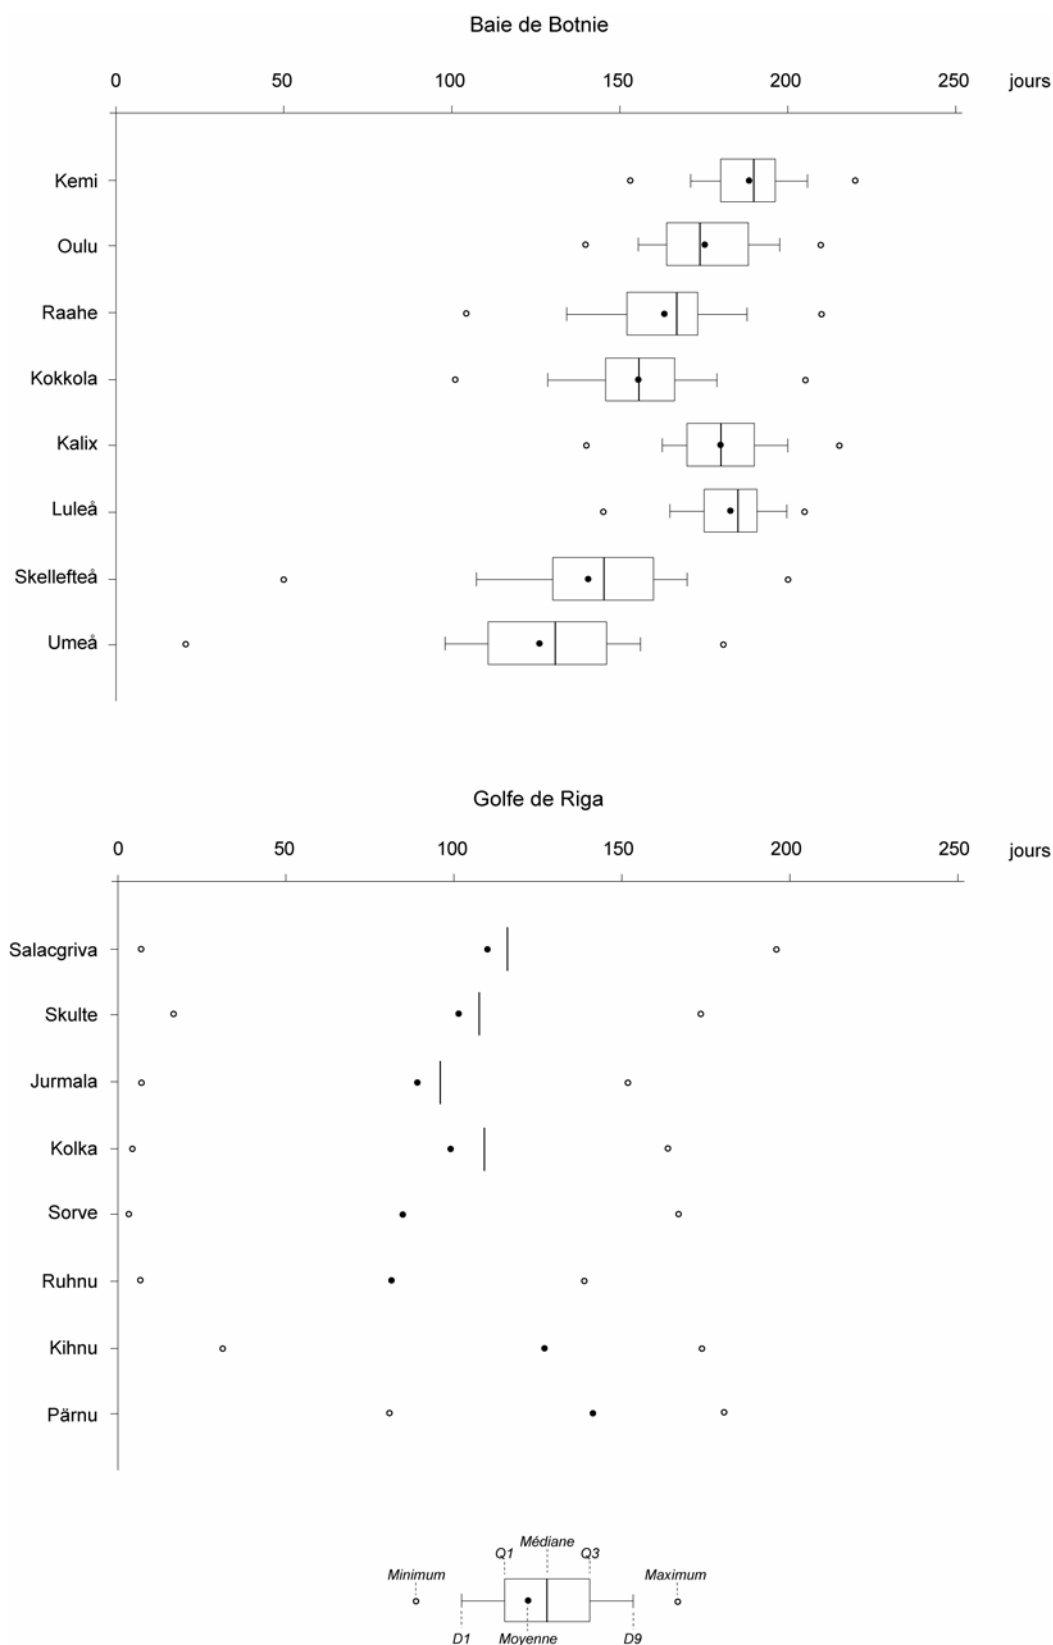 Baie de Botnie
0 50 100 150 200 250 jours
Kemi
Oulu
Raahe
Kokkola
Kalix
Luleå
Skellefteå
Umeå
Golfe de Riga
0 50 100 150 200 250 jours
Salacgriva
Skulte
Jurmala
Kolka
Sorve
Ruhnu
Kihnu
Pärnu
Médiane
Q1 Q3
Minimum Maximum
D1 Moyenne D9